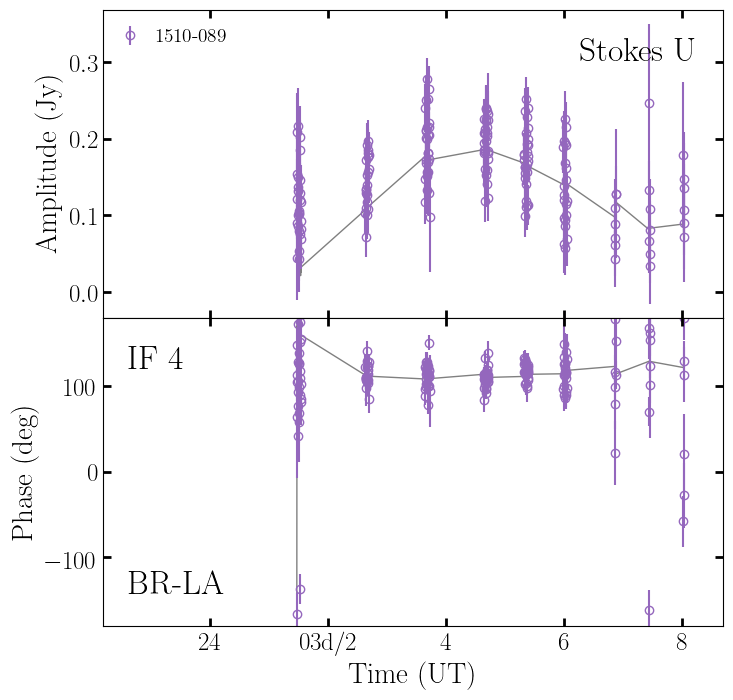 1510-089
Stokes U
Amplitude (Jy)
0.3
0.2
0.1
0.0
IF 4
Phase (deg)
100
0
−100
BR-LA
24
03d/2
4
6
8
Time (UT)